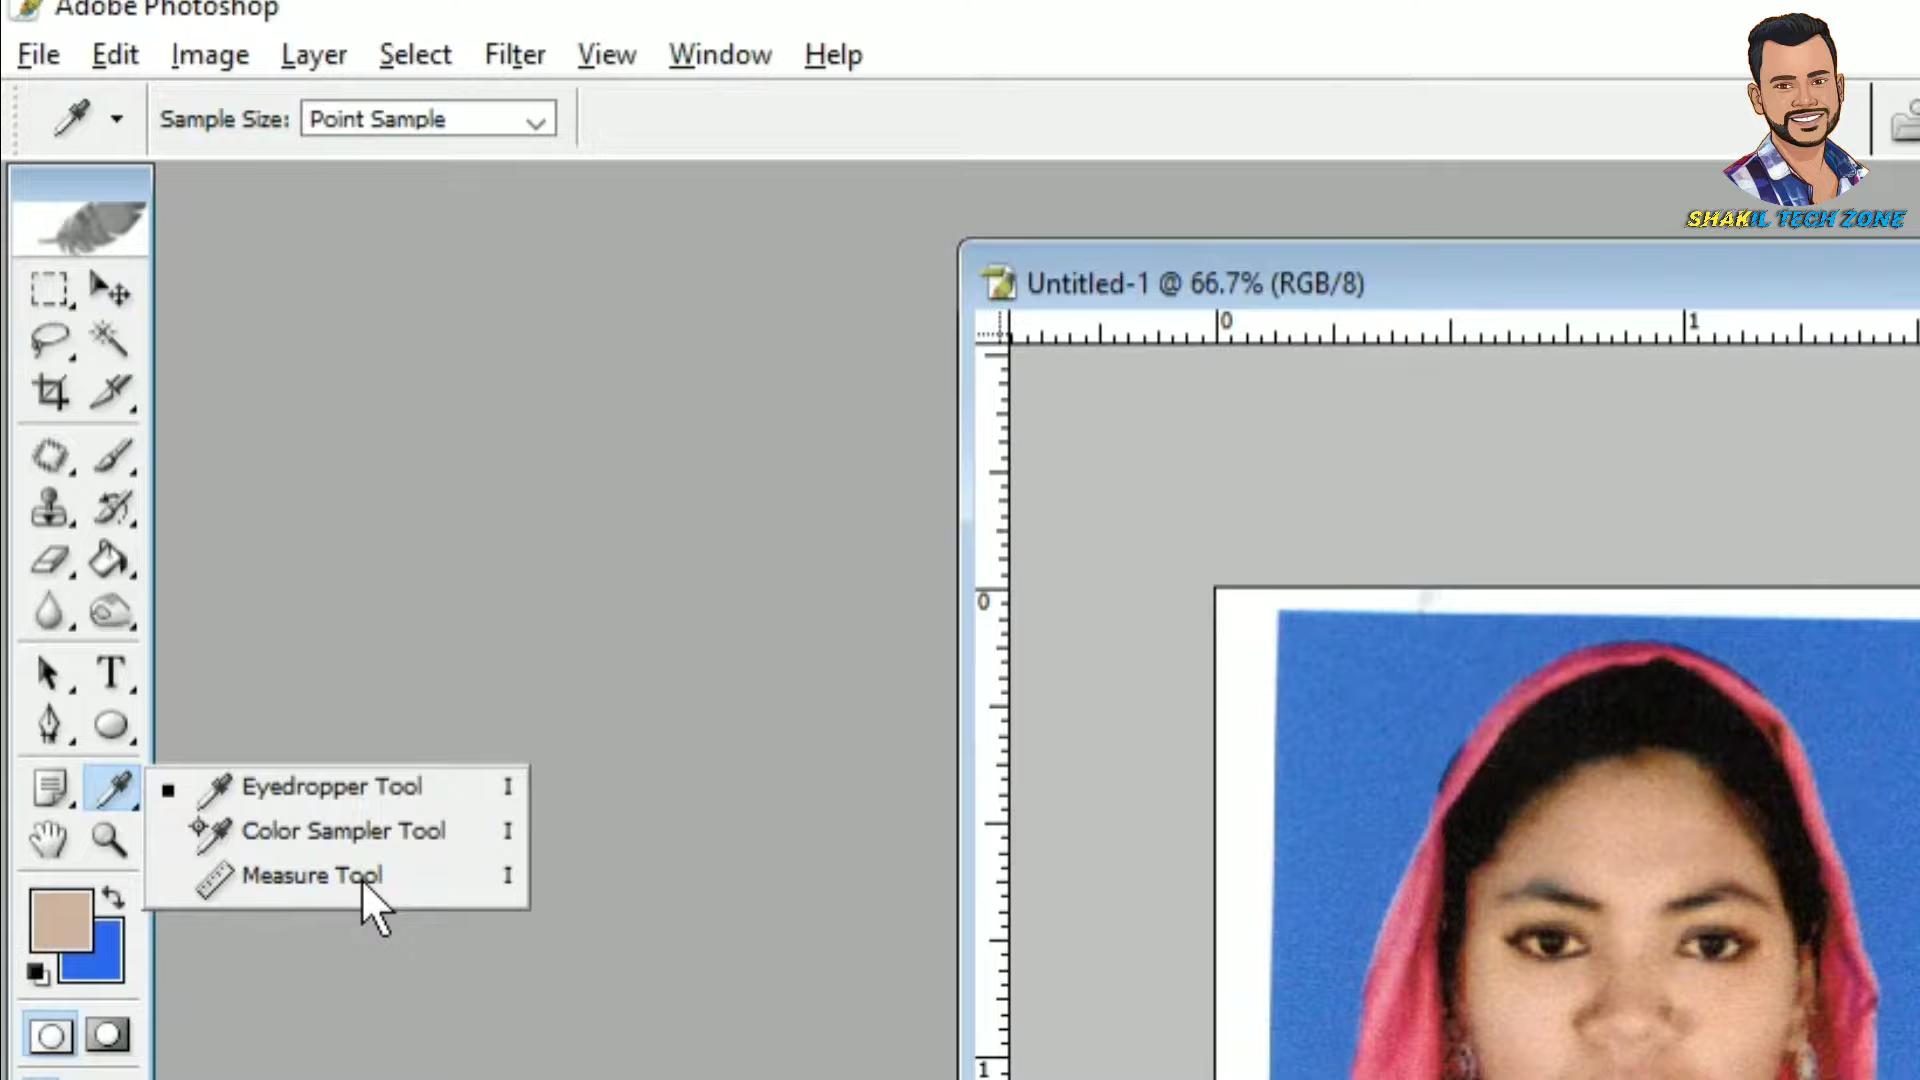 Adobe Photoshop
File Edit Image Layer Select Filter View Window Help
Sample Size: Point Sample
SHAKIL TECH ZONE
Untitled-1 @ 66.7% (RGB/8)
0 1
0
T
Eyedropper Tool I
Color Sampler Tool I
Measure Tool I
1